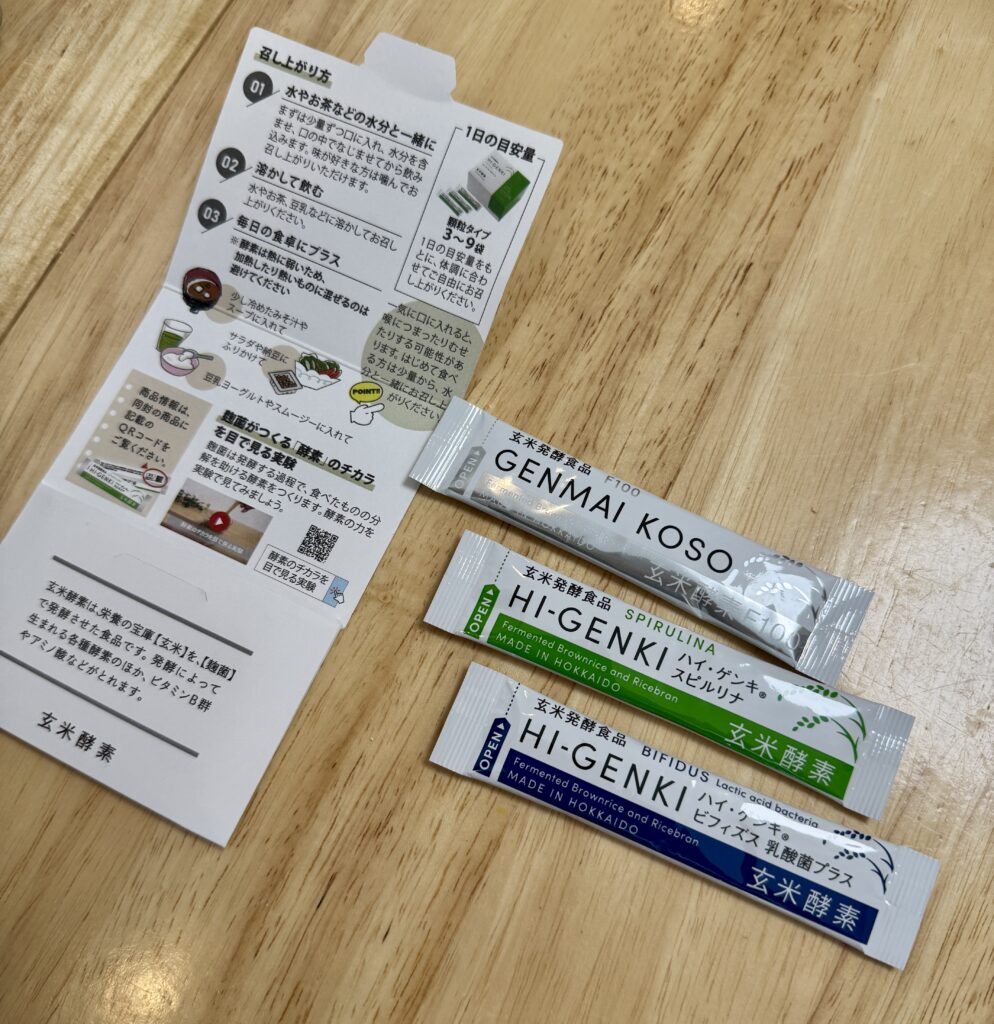 召し上がり方
01
水やお茶などの水分と一緒に
まずは少量ずつ口に入れ、水分を含
ませ、口の中でなじませてから飲み
込みます。味が好きな方は噛んでお
召し上がりいただけます。
02
溶かして飲む
水やお茶、豆乳などに溶かしてお召し
上がりください。
03
毎日の食卓にプラス
※酵素は熱に弱いため、
加熱したり熱いものに混ぜるのは
避けてください
少し冷めたみそ汁や
スープに入れて
サラダや納豆に
ふりかけて
豆乳ヨーグルトやスムージーに入れて
1日の目安量
顆粒タイプ
3〜9袋
1日の目安量をも
とに、体調に合わ
せてご自由にお召
し上がりください。
気に口に入れると、
喉につまったりむせ
たりする可能性があ
ります。はじめて食べ
る方は少量から、水
分と一緒にお召し上
がりください
POINT!
商品情報は、
同封の商品に
記載の
QRコードを
ご覧ください。
HI-GENKI
麹菌がつくる「酵素」のチカラ
を目で見る実験
麹菌は発酵する過程で、食べたものの分
解を助ける酵素をつくります。酵素の力を
実験で見てみましょう。
酵素のチカラを
目で見る実験
玄米酵素は、栄養の宝庫【玄米】を、【麹菌】
で発酵させた食品です。発酵によって
生まれる各種酵素のほか、ビタミンB群
やアミノ酸などがとれます。
玄米酵素
OPEN
玄米発酵食品
F100
GENMAI KOSO
玄米酵素 F100
OPEN
玄米発酵食品
SPIRULINA
HI-GENKI
ハイ・ゲンキ®
スピルリナ
Fermented Brownrice and Ricebran
MADE IN HOKKAIDO
玄米酵素
OPEN
玄米発酵食品
BIFIDUS Lactic acid bacteria
HI-GENKI
ハイ・ゲンキ®
ビフィズス 乳酸菌プラス
Fermented Brownrice and Ricebran
MADE IN HOKKAIDO
玄米酵素